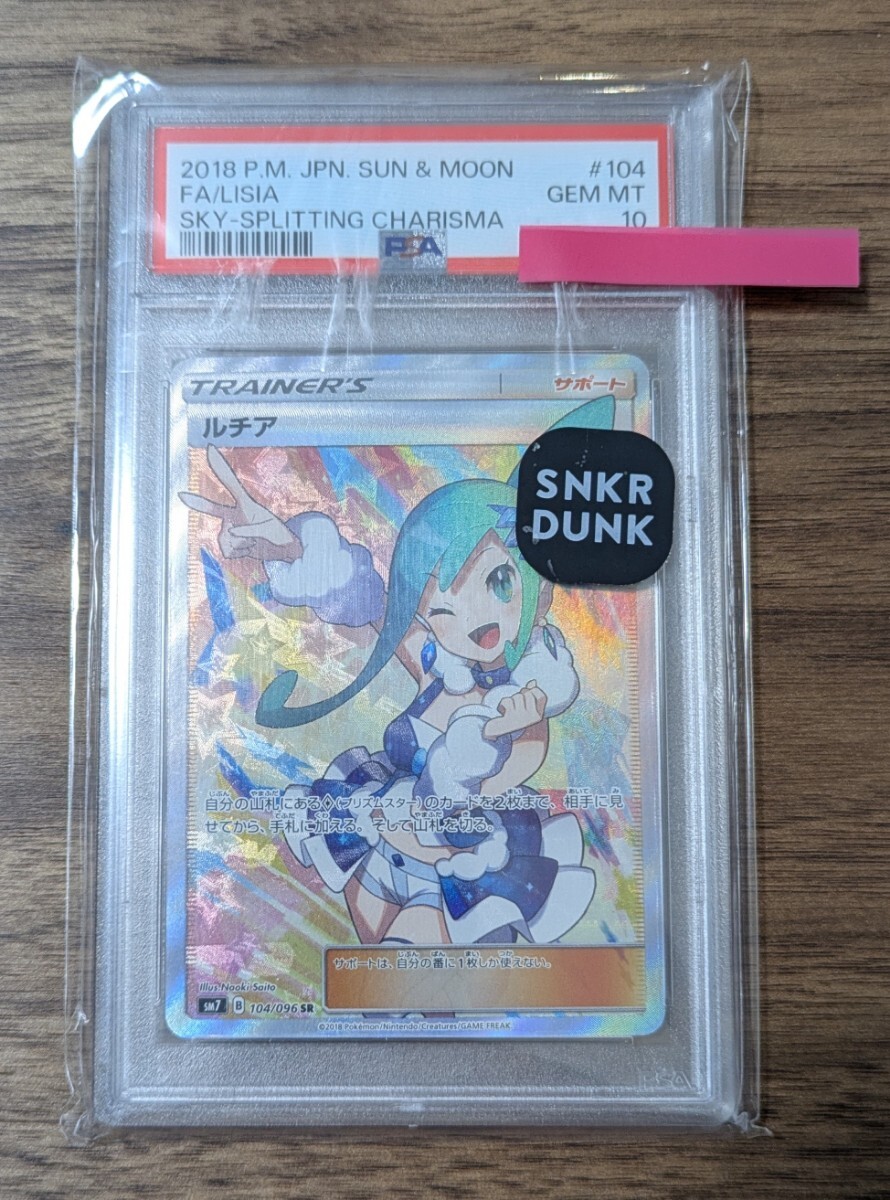 2018 P.M. JPN. SUN & MOON #104
FA/LISIA GEM MT
SKY-SPLITTING CHARISMA 10
PSA
TRAINER'S サポート
ルチア
SNKR
DUNK
自分の山札にある◇(プリズムスター)のカードを2枚まで、相手に見
せてから、手札に加える。そして山札を切る。
サポートは、自分の番に1枚しか使えない。
Illus. Naoki Saito
SM7 B 104/096 SR
©2018 Pokémon/Nintendo/Creatures/GAME FREAK
PSA